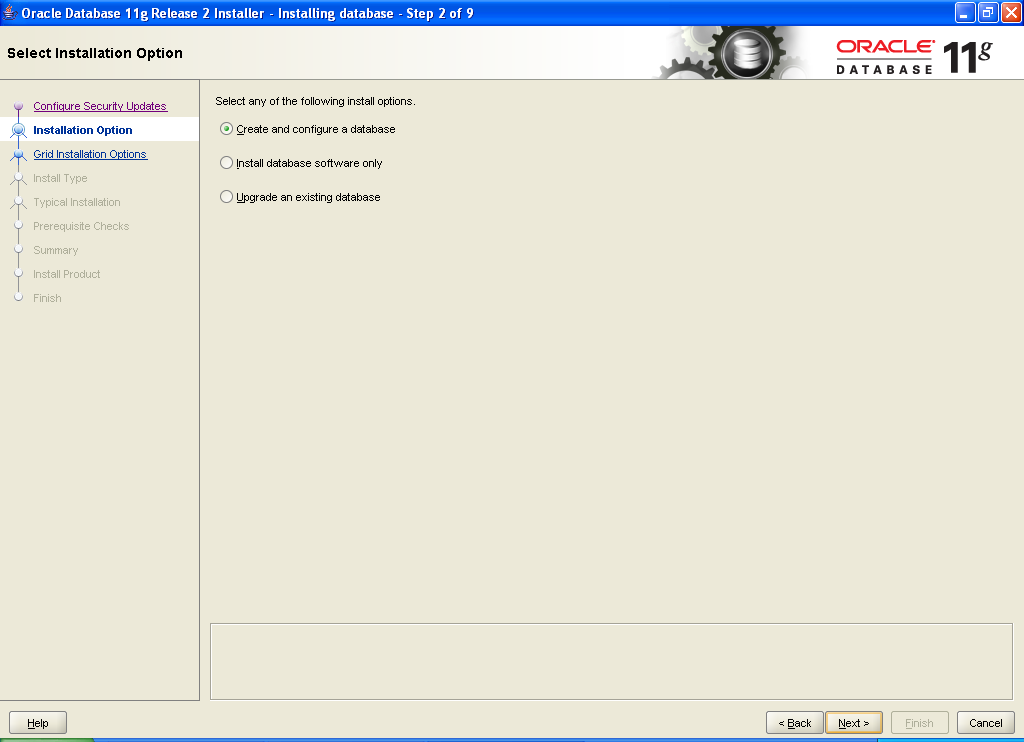 Oracle Database 11g Release 2 Installer - Installing database - Step 2 of 9
Select Installation Option
ORACLE®
DATABASE 11g
Configure Security Updates
Installation Option
Grid Installation Options
Install Type
Typical Installation
Prerequisite Checks
Summary
Install Product
Finish
Select any of the following install options.
Create and configure a database
Install database software only
Upgrade an existing database
Help
< Back
Next >
Finish
Cancel